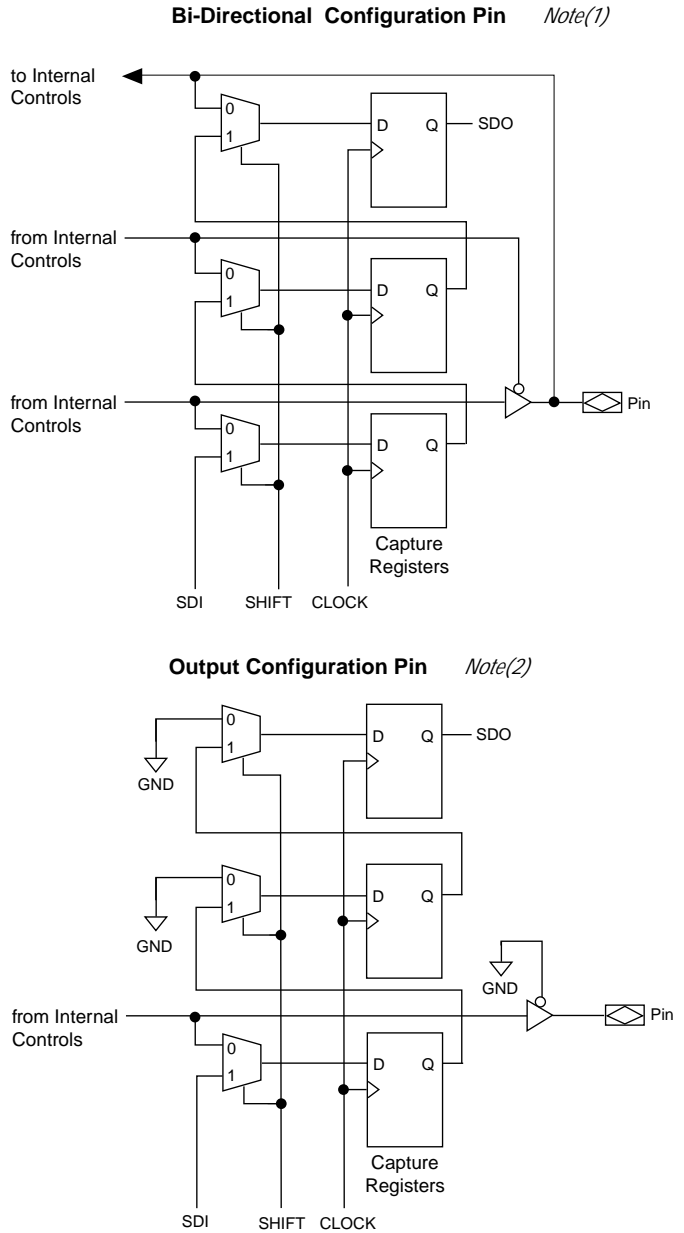 Bi-Directional Configuration Pin Note(1)
to Internal
Controls
0
1
D Q
SDO
from Internal
Controls
0
1
D Q
from Internal
Controls
0
1
D Q
Pin
Capture
Registers
SDI SHIFT CLOCK
Output Configuration Pin Note(2)
0
1
GND
D Q
SDO
0
1
GND
D Q
GND
from Internal
Controls
Pin
0
1
D Q
Capture
Registers
SDI SHIFT CLOCK